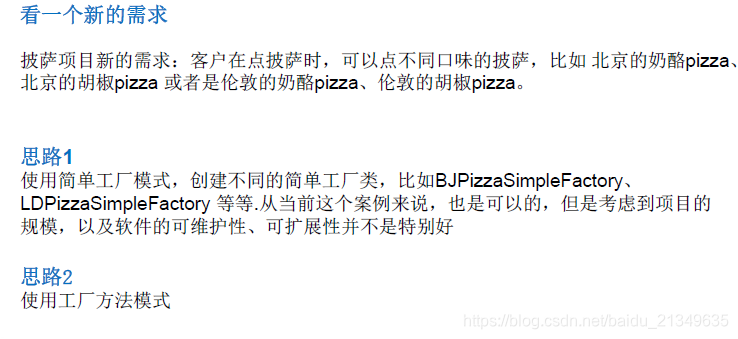 看一个新的需求
披萨项目新的需求：客户在点披萨时，可以点不同口味的披萨，比如 北京的奶酪pizza、
北京的胡椒pizza 或者是伦敦的奶酪pizza、伦敦的胡椒pizza。
思路1
使用简单工厂模式，创建不同的简单工厂类，比如BJPizzaSimpleFactory、
LDPizzaSimpleFactory 等等.从当前这个案例来说，也是可以的，但是考虑到项目的
规模，以及软件的可维护性、可扩展性并不是特别好
思路2
使用工厂方法模式
https://blog.csdn.net/baidu_21349635